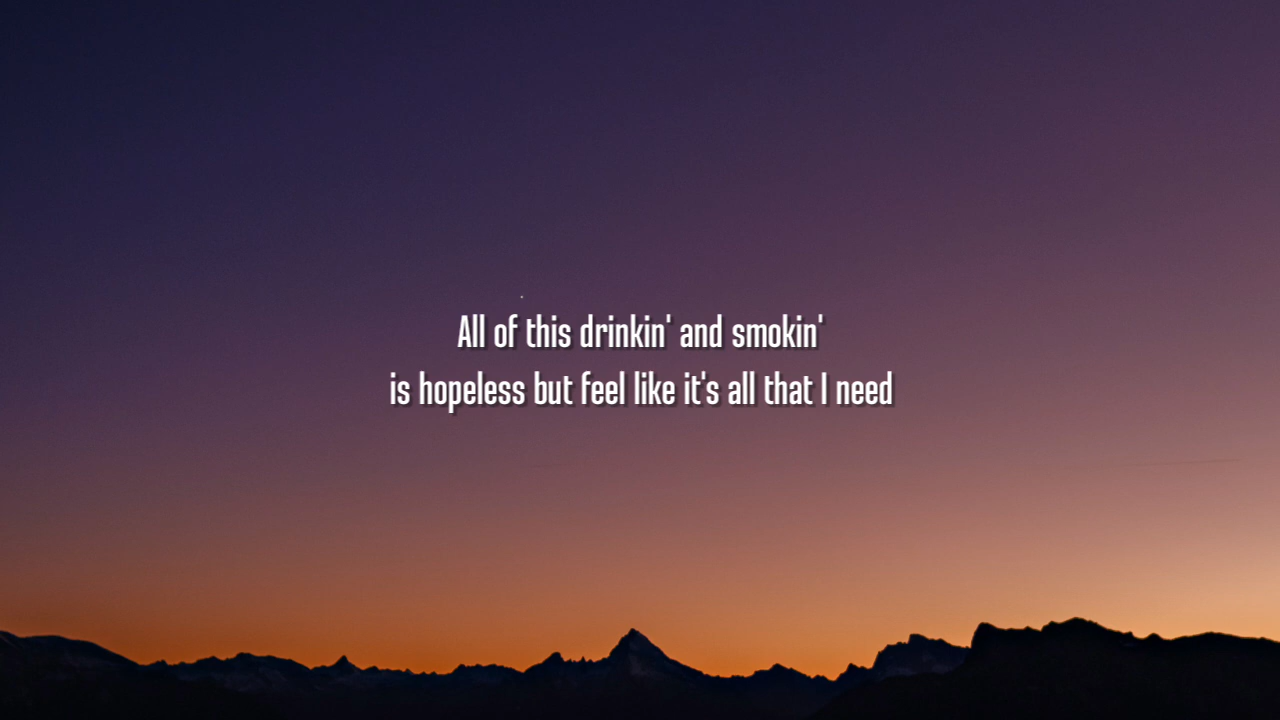 All of this drinkin' and smokin'
is hopeless but feel like it's all that I need